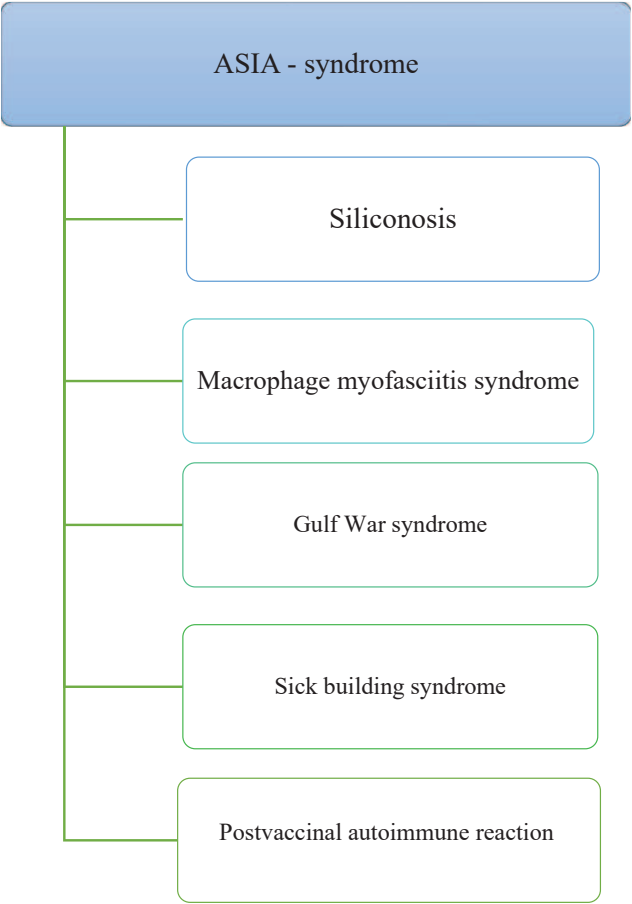 ASIA - syndrome
Siliconosis
Macrophage myofasciitis syndrome
Gulf War syndrome
Sick building syndrome
Postvaccinal autoimmune reaction